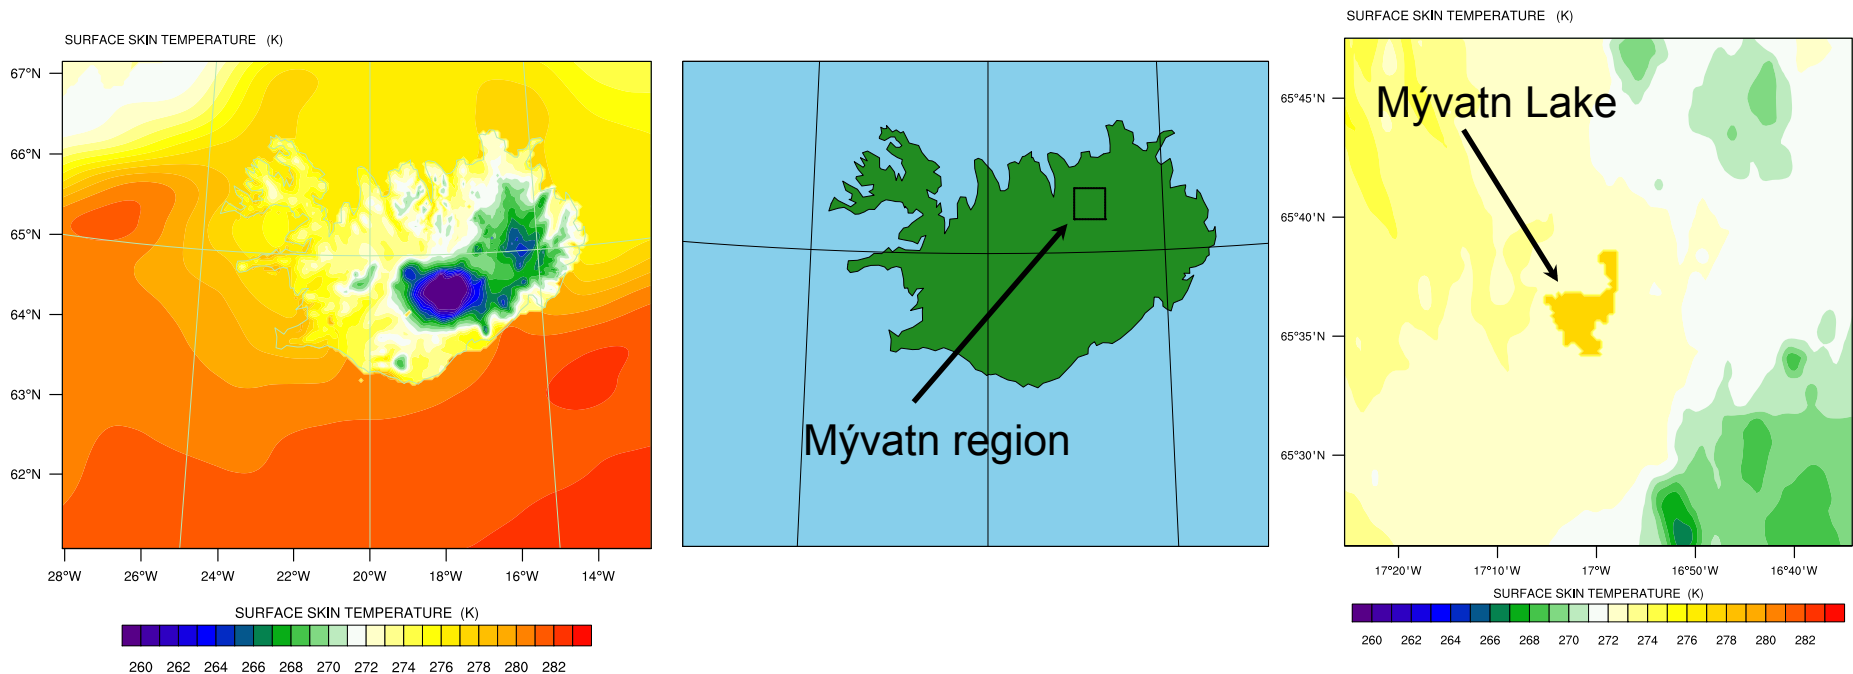 SURFACE SKIN TEMPERATURE (K)
67°N
66°N
65°N
64°N
63°N
62°N
28°W 26°W 24°W 22°W 20°W 18°W 16°W 14°W
SURFACE SKIN TEMPERATURE (K)
260 262 264 266 268 270 272 274 276 278 280 282
Mývatn region
SURFACE SKIN TEMPERATURE (K)
Mývatn Lake
65°45'N
65°40'N
65°35'N
65°30'N
17°20'W 17°10'W 17°W 16°50'W 16°40'W
SURFACE SKIN TEMPERATURE (K)
260 262 264 266 268 270 272 274 276 278 280 282